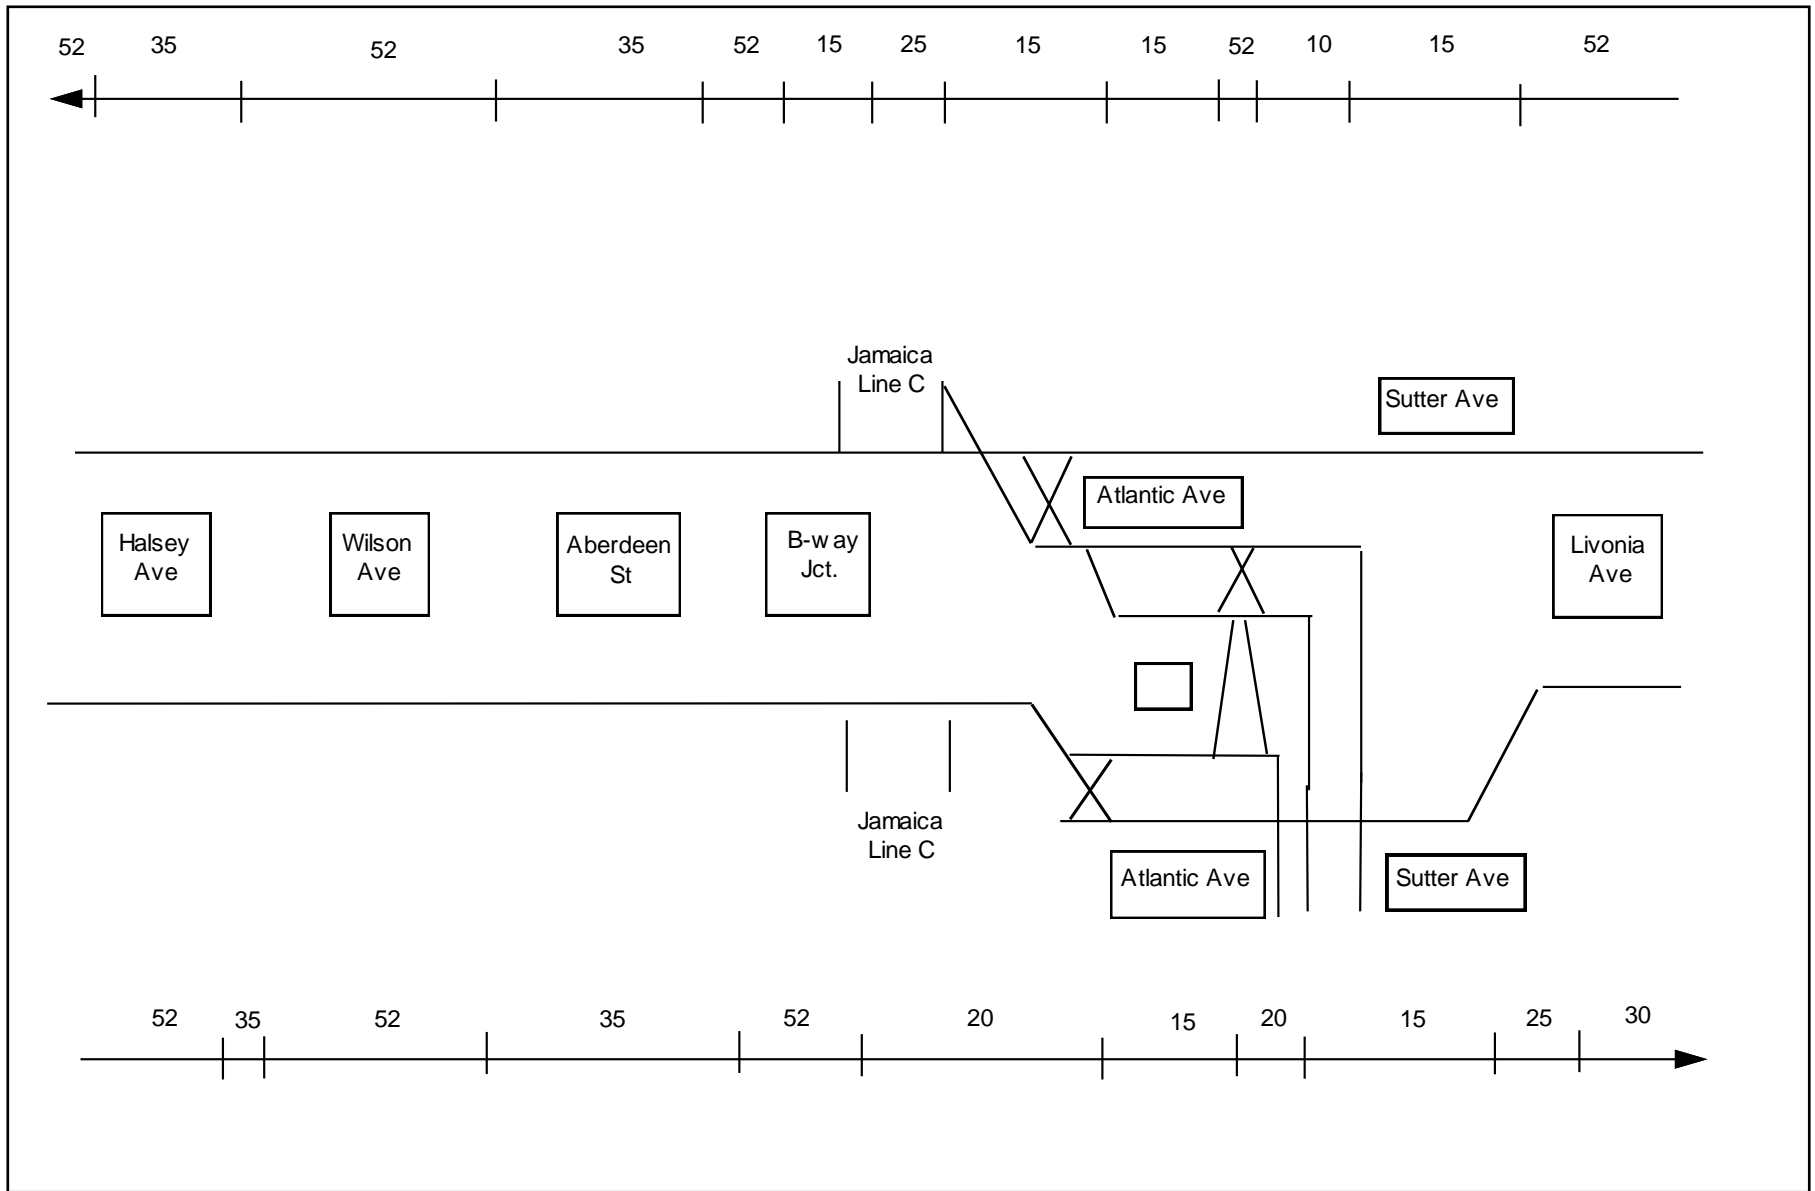 52 35 52 35 52 15 25 15 15 52 10 15 52
Jamaica
Line C
Sutter Ave
Atlantic Ave
Halsey
Ave
Wilson
Ave
Aberdeen
St
B-way
Jct.
Livonia
Ave
Jamaica
Line C
Atlantic Ave
Sutter Ave
52 35 52 35 52 20 15 20 15 25 30